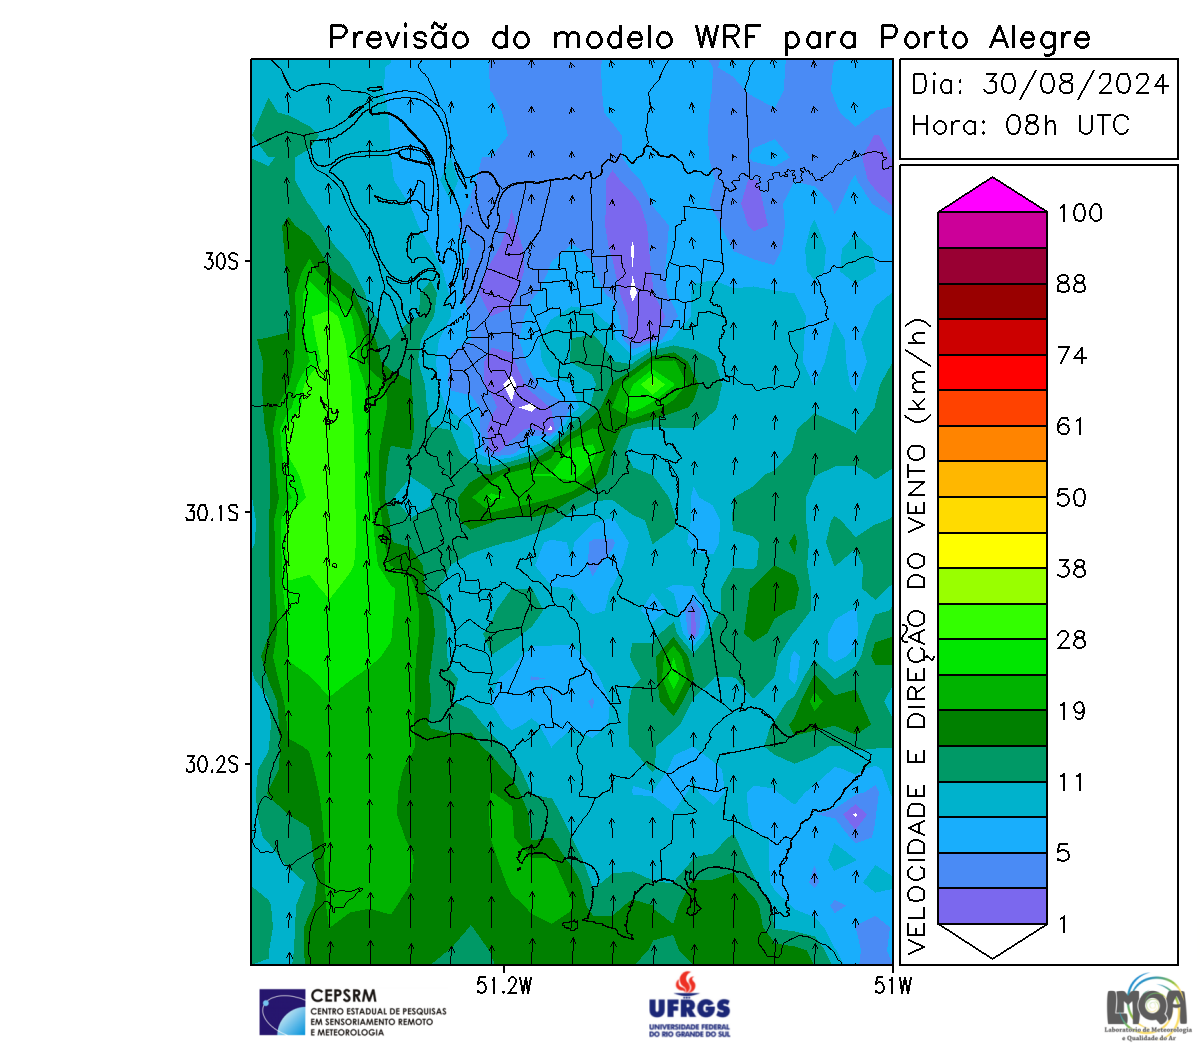 Previsão do modelo WRF para Porto Alegre
Dia: 30/08/2024
Hora: 08h UTC
30S
30.1S
30.2S
51.2W
51W
VELOCIDADE E DIREÇÃO DO VENTO (km/h)
100
88
74
61
50
38
28
19
11
5
1
CEPSRM
CENTRO ESTADUAL DE PESQUISAS
EM SENSORIAMENTO REMOTO
E METEOROLOGIA
UFRGS
UNIVERSIDADE FEDERAL
DO RIO GRANDE DO SUL
LMQA
Laboratório de Meteorologia
e Qualidade do Ar